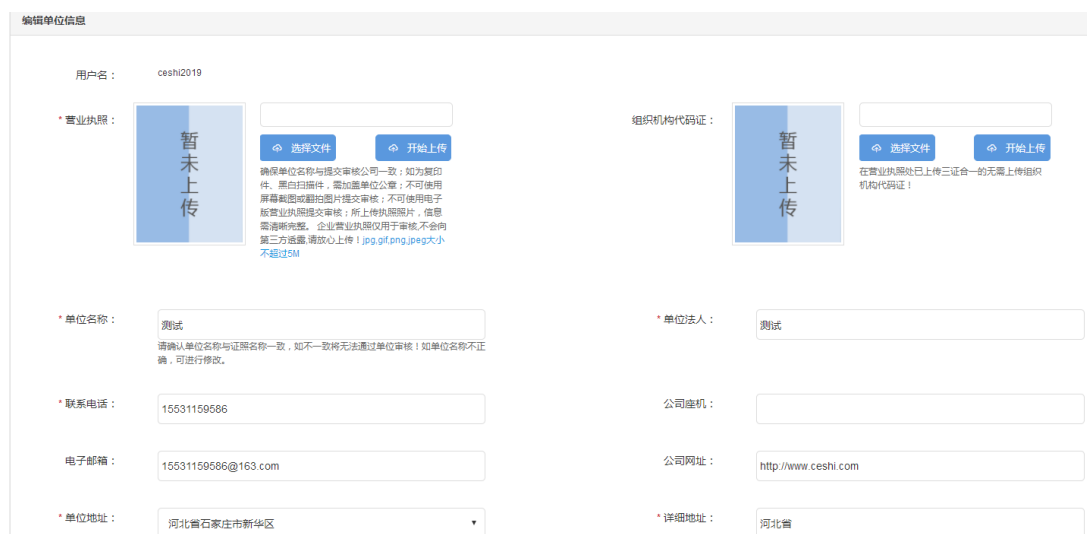 编辑单位信息
用户名： ceshi2019
* 营业执照：
暂未上传
选择文件 开始上传
确保单位名称与提交审核公司一致；如为复印
件、黑白扫描件，需加盖单位公章；不可使用
屏幕截图或翻拍图片提交审核；不可使用电子
版营业执照提交审核；所上传执照照片，信息
需清晰完整。 企业营业执照仅用于审核,不会向
第三方透露,请放心上传！jpg,gif,png,jpeg大小
不超过5M
组织机构代码证：
暂未上传
选择文件 开始上传
在营业执照处已上传三证合一的无需上传组织
机构代码证！
* 单位名称： 测试
请确认单位名称与证照名称一致，如不一致将无法通过单位审核！如单位名称不正
确，可进行修改。
* 单位法人： 测试
* 联系电话： 15531159586
公司座机：
电子邮箱： 15531159586@163.com
公司网址： http://www.ceshi.com
* 单位地址： 河北省石家庄市新华区
* 详细地址： 河北省